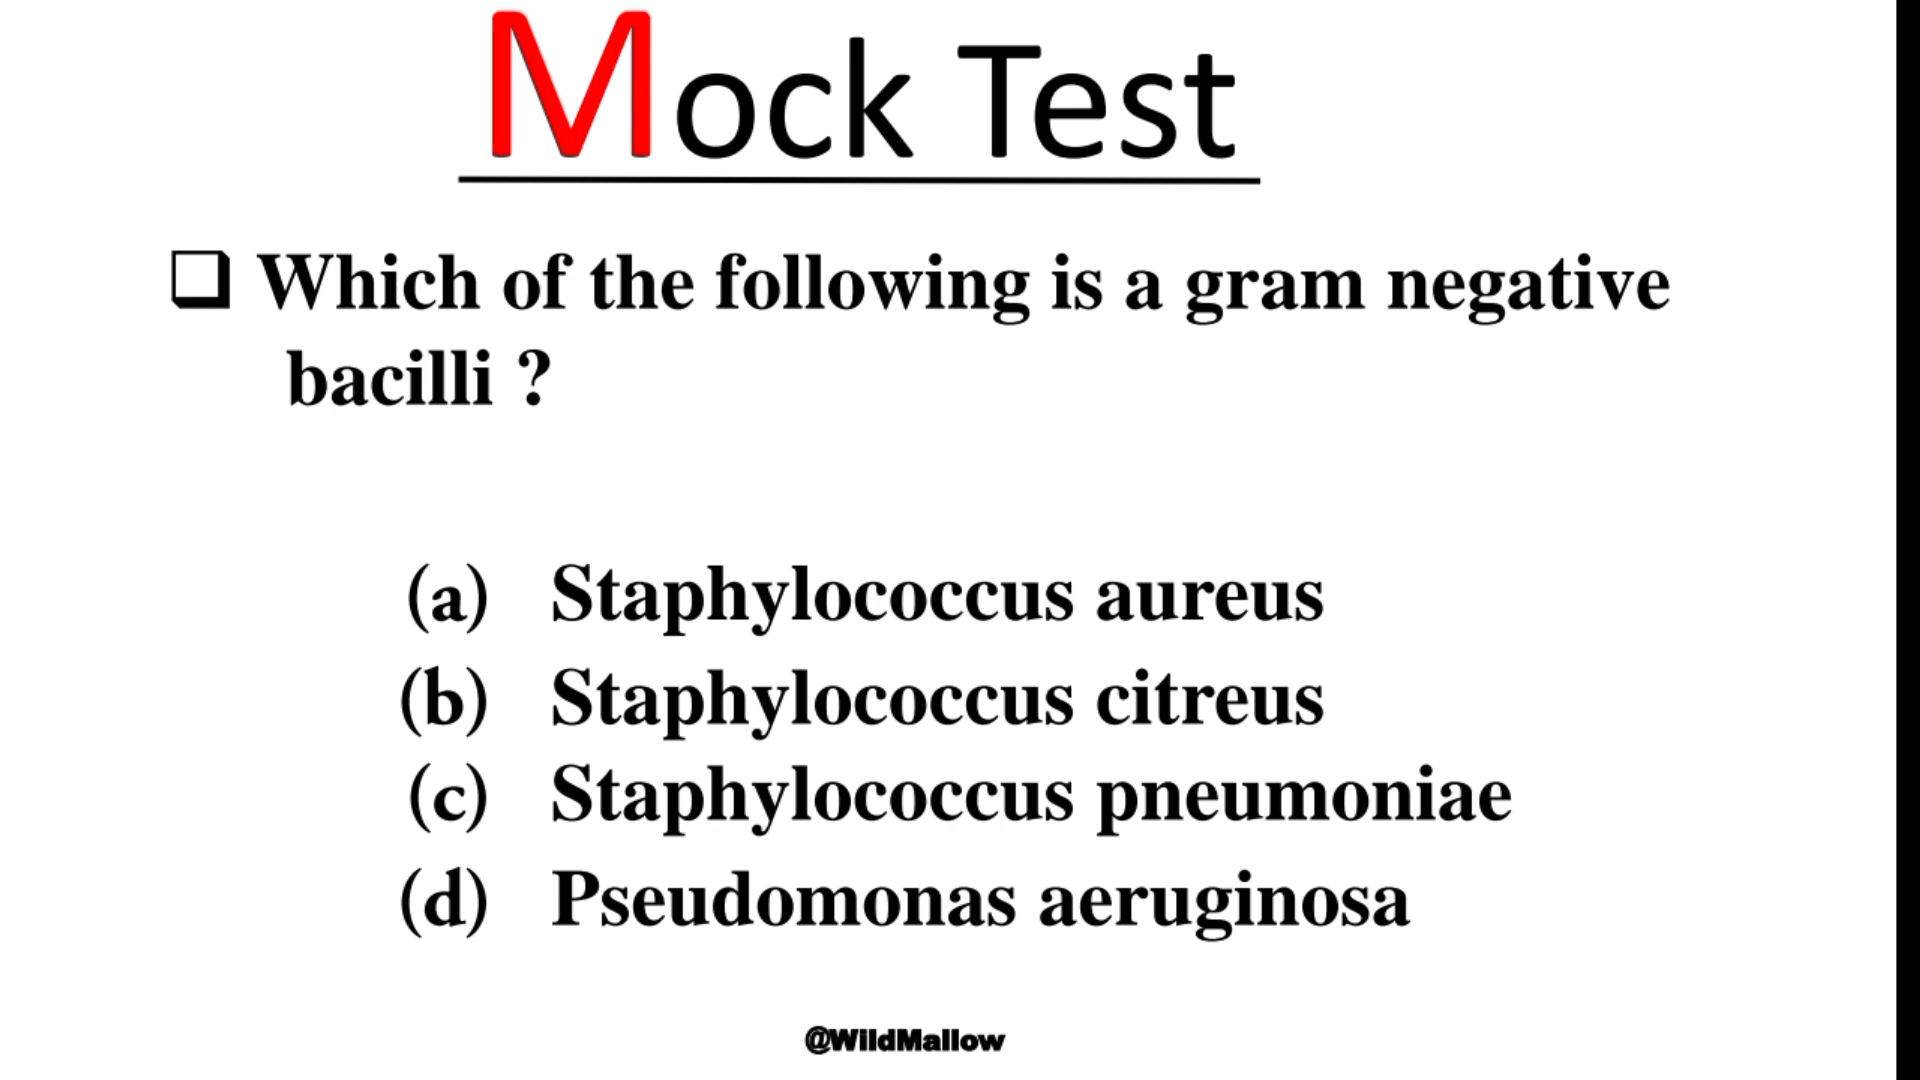 Mock Test
❑ Which of the following is a gram negative
bacilli ?
(a) Staphylococcus aureus
(b) Staphylococcus citreus
(c) Staphylococcus pneumoniae
(d) Pseudomonas aeruginosa
@WildMallow